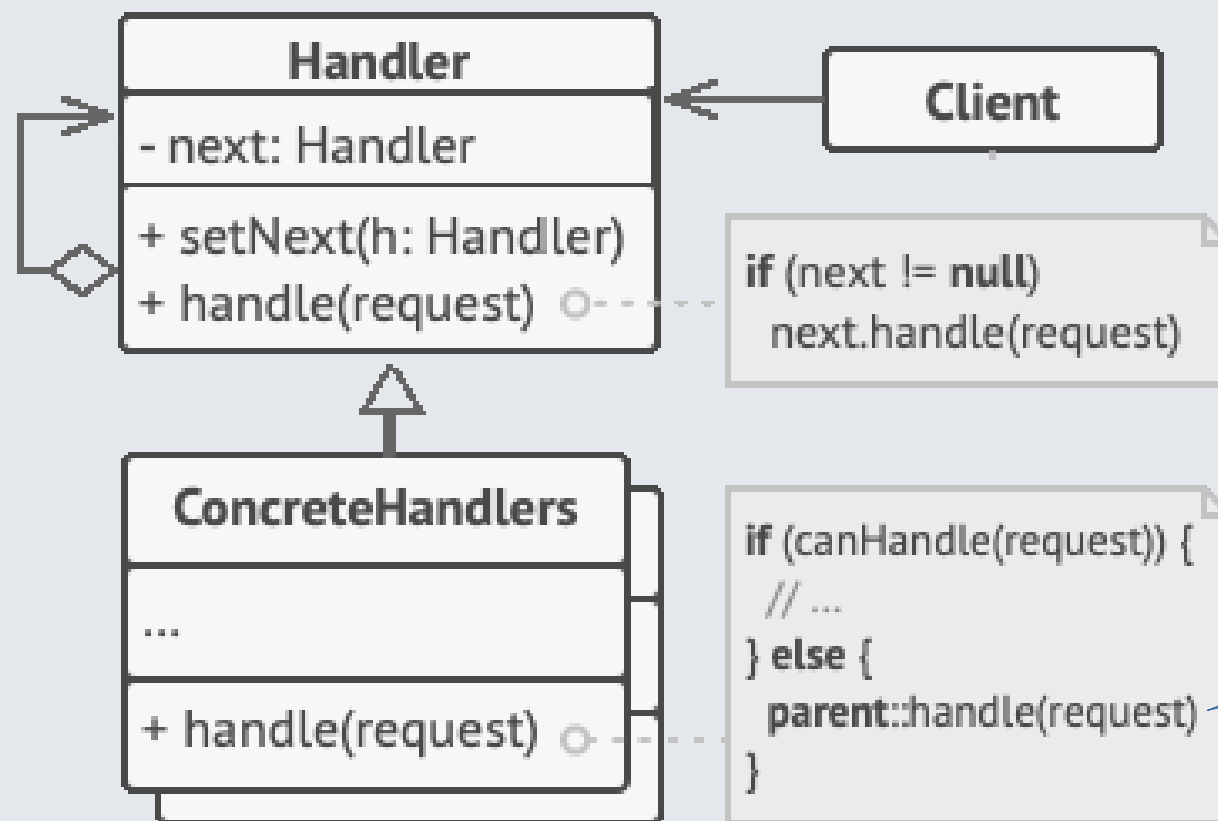 Handler
- next: Handler
+ setNext(h: Handler)
+ handle(request)
Client
if (next != null)
next.handle(request)
ConcreteHandlers
...
+ handle(request)
if (canHandle(request)) {
// ...
} else {
parent::handle(request)
}